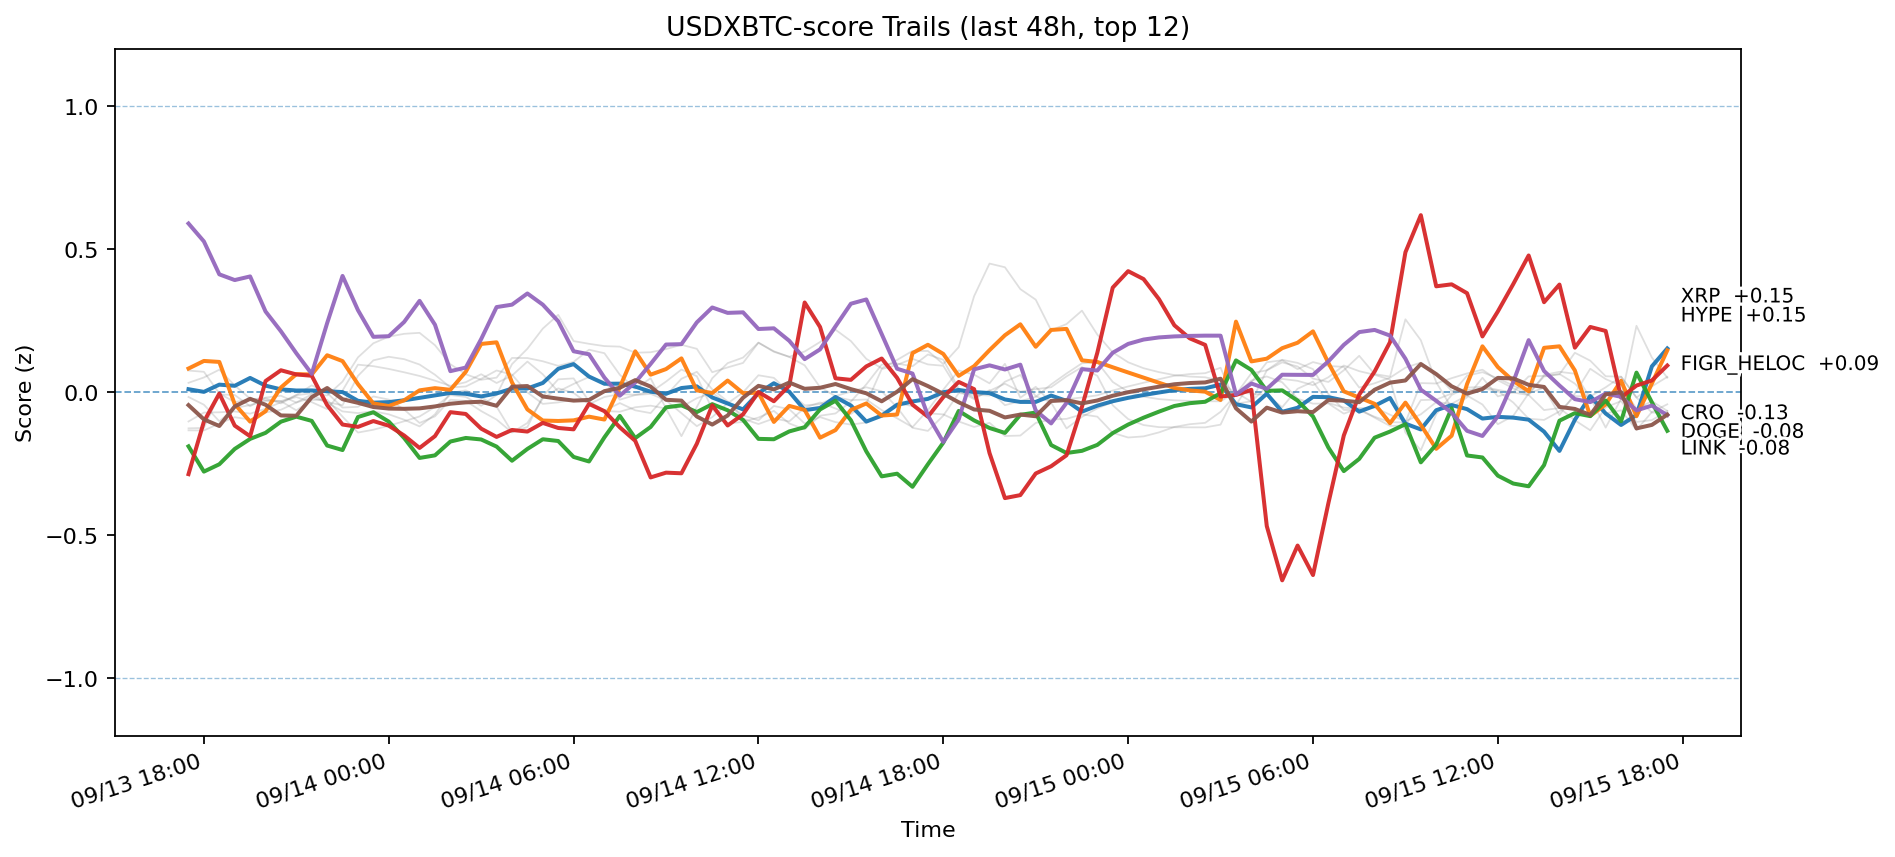 USDXBTC-score Trails (last 48h, top 12)
Score (z)
1.0
0.5
0.0
−0.5
−1.0
XRP +0.15
HYPE +0.15
FIGR_HELOC +0.09
CRO -0.13
DOGE -0.08
LINK -0.08
09/13 18:00
09/14 00:00
09/14 06:00
09/14 12:00
09/14 18:00
09/15 00:00
09/15 06:00
09/15 12:00
09/15 18:00
Time